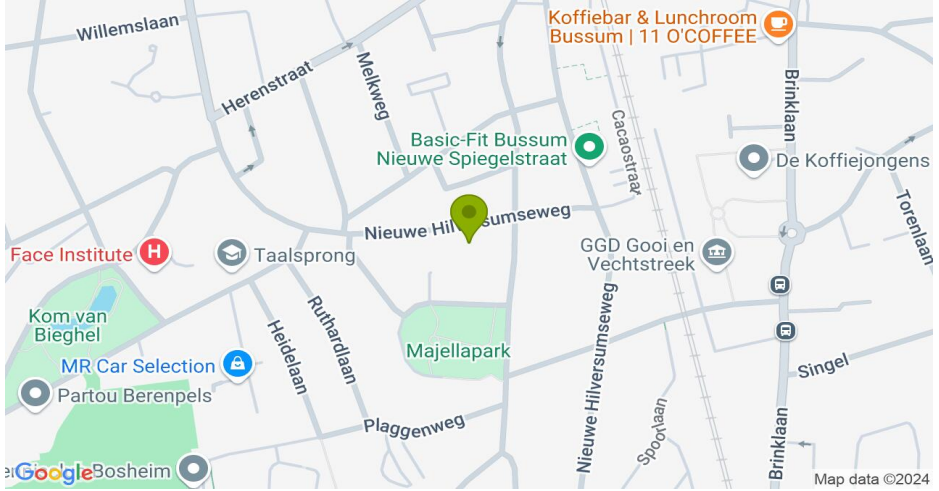 Willemslaan
Herenstraat
Melkweg
Koffiebar & Lunchroom
Bussum | 11 O'COFFEE
Brinklaan
Basic-Fit Bussum
Nieuwe Spiegelstraat
Cacaostraat
De Koffiejongens
Torenlaan
Nieuwe Hilversumseweg
Face Institute
H
Taalsprong
GGD Gooi en
Vechtstreek
Kom van
Bieghel
Ruthardlaan
Heidelaan
Majellapark
MR Car Selection
Nieuwe Hilversumseweg
Singel
Partou Berenpels
Plaggenweg
Spoorlaan
Brinklaan
Bosheim
Google
Map data ©2024